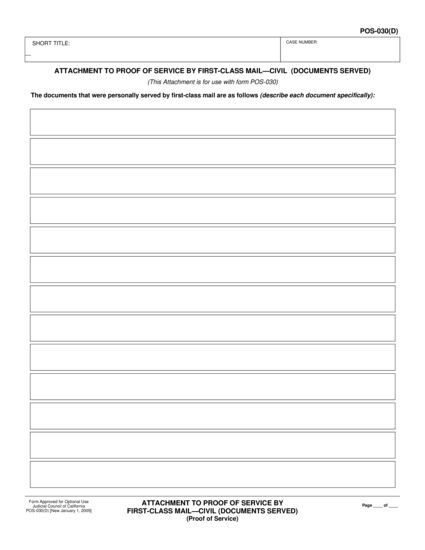 POS-030(D)
SHORT TITLE:
CASE NUMBER:
ATTACHMENT TO PROOF OF SERVICE BY FIRST-CLASS MAIL—CIVIL (DOCUMENTS SERVED)
(This Attachment is for use with form POS-030)
The documents that were personally served by first-class mail are as follows (describe each document specifically):
Form Approved for Optional Use
Judicial Council of California
POS-030(D) [New January 1, 2005]
ATTACHMENT TO PROOF OF SERVICE BY
FIRST-CLASS MAIL—CIVIL (DOCUMENTS SERVED)
(Proof of Service)
Page ____ of ____